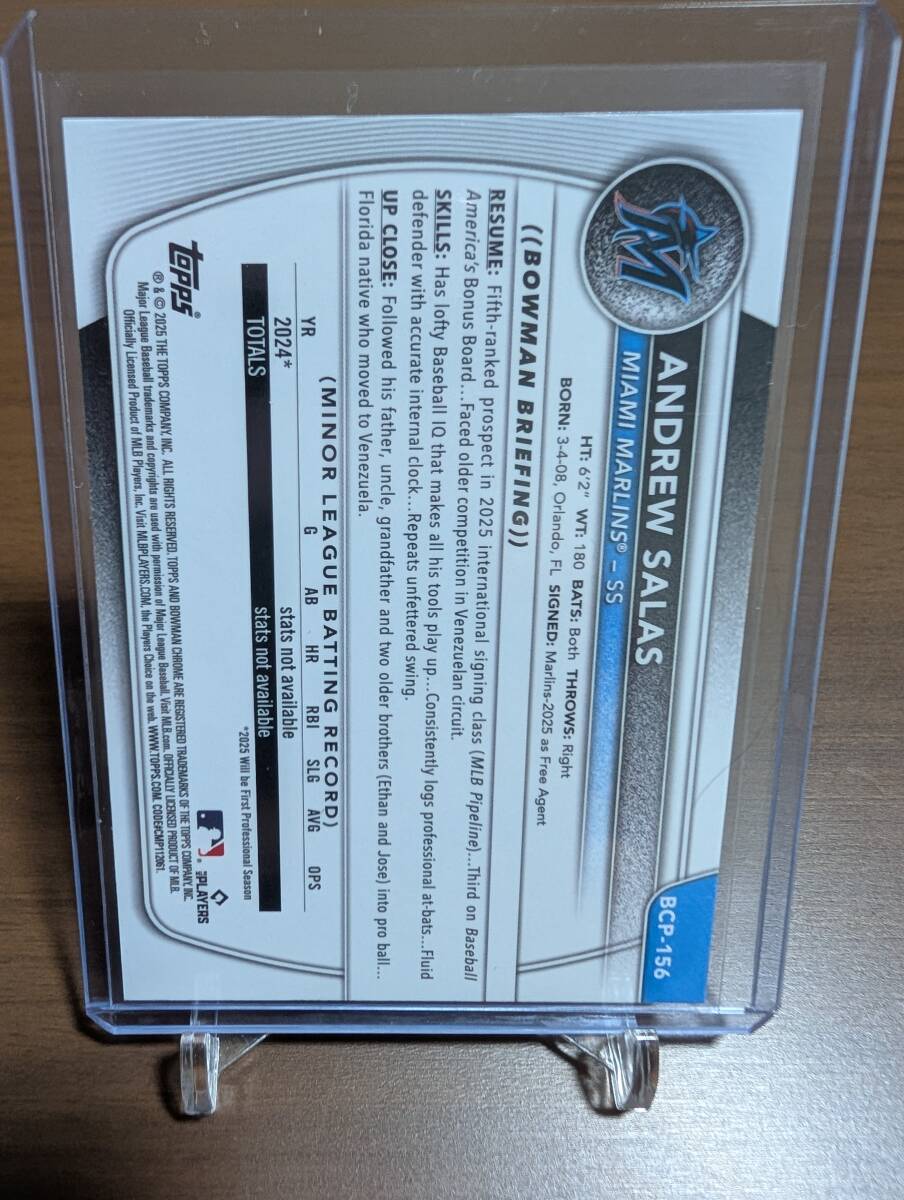 BCP-156
ANDREW SALAS
MIAMI MARLINS® – SS
M
HT: 6'2" WT: 180 BATS: Both THROWS: Right
BORN: 3-4-08, Orlando, FL SIGNED: Marlins-2025 as Free Agent
((BOWMAN BRIEFING))
RESUME: Fifth-ranked prospect in 2025 international signing class (MLB Pipeline)...Third on Baseball
America's Bonus Board...Faced older competition in Venezuelan circuit.
SKILLS: Has lofty Baseball IQ that makes all his tools play up...Consistently logs professional at-bats...Fluid
defender with accurate internal clock...Repeats unfettered swing.
UP CLOSE: Followed his father, uncle, grandfather and two older brothers (Ethan and Jose) into pro ball...
Florida native who moved to Venezuela.
(MINOR LEAGUE BATTING RECORD)
YR G AB HR RBI SLG AVG OPS
2024* stats not available
TOTALS stats not available
*2025 Will be First Professional Season
topps®
® & © 2025 THE TOPPS COMPANY, INC. ALL RIGHTS RESERVED. TOPPS AND BOWMAN CHROME ARE REGISTERED TRADEMARKS OF THE TOPPS COMPANY, INC.
Major League Baseball trademarks and copyrights are used with permission of Major League Baseball. Visit MLB.com. OFFICIALLY LICENSED PRODUCT OF MLB
Officially Licensed Product of MLB Players, Inc. Visit MLBPLAYERS.COM, the Players Choice on the web. WWW.TOPPS.COM. CODE#CMP112061.
MLB PLAYERS